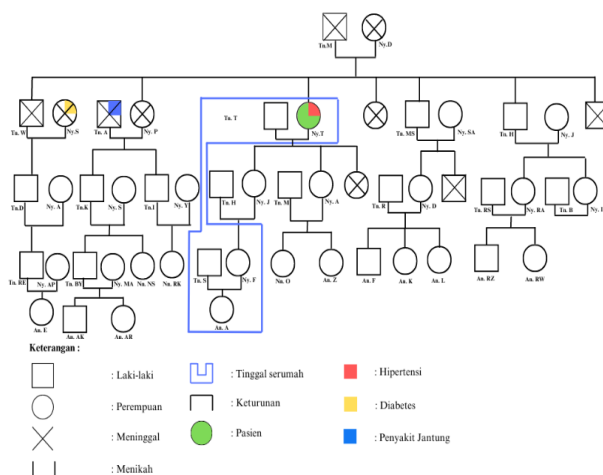 Tn.M Ny.D
Tn. W Ny.S Tn. A Ny. P Tn. T Ny.T Tn. MS Ny. SA Tn. H Ny. J
Tn.D Ny. A Tn.K Ny. S Tn.I Ny. Y Tn. H Ny. J Tn. M Ny. A Tn. R Ny. D Tn. RS Ny. RA Tn. B
Tn. RE Ny. AP Tn. BY Ny. MA Nn. NS Nn. RK Tn. S Ny. F Nn. O An. Z An. F An. K An. L An. RZ An. RW
An. E An. AK An. AR An. A
Keterangan :
: Laki-laki : Tinggal serumah : Hipertensi
: Perempuan : Keturunan : Diabetes
: Meninggal : Pasien : Penyakit Jantung
: Menikah